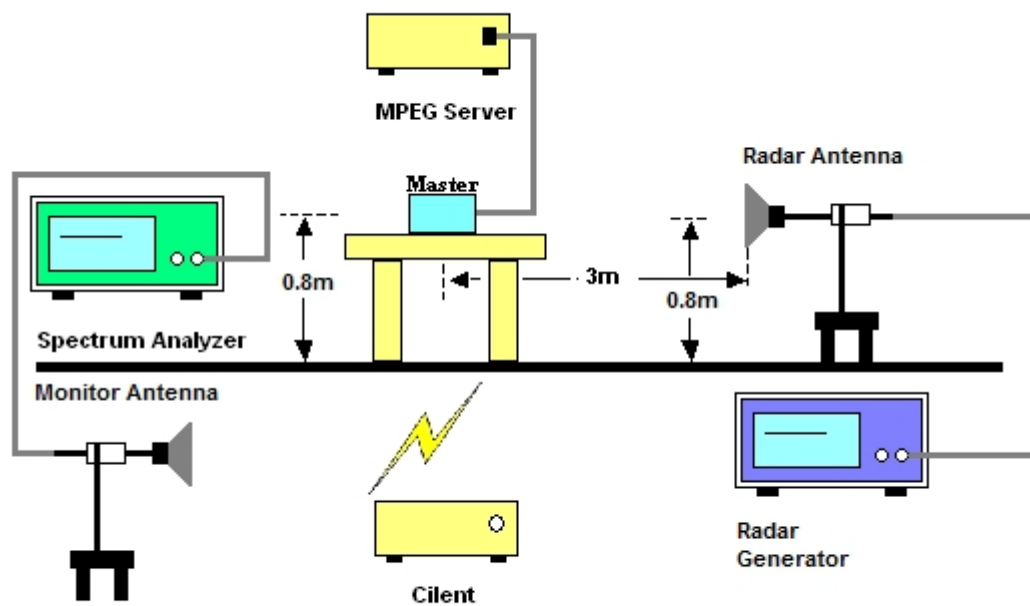 MPEG Server
Radar Antenna
Master
0.8m
3m
0.8m
Spectrum Analyzer
Monitor Antenna
Radar
Generator
Cilent